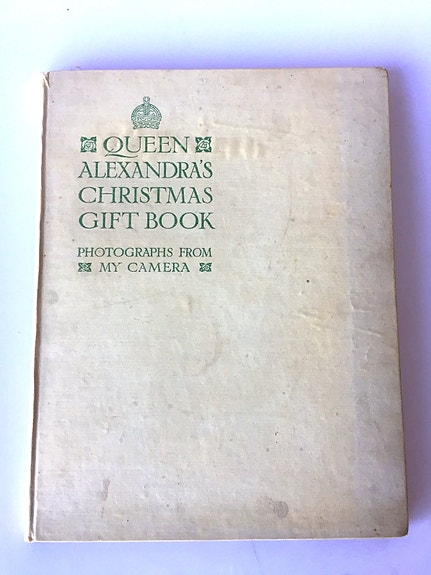 QUEEN
ALEXANDRA'S
CHRISTMAS
GIFT BOOK
PHOTOGRAPHS FROM
MY CAMERA